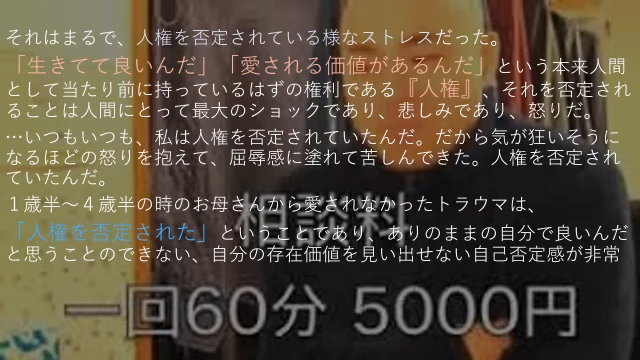 それはまるで、人権を否定されている様なストレスだった。
「生きてて良いんだ」「愛される価値があるんだ」という本来人間
として当たり前に持っているはずの権利である『人権』、それを否定され
ることは人間にとって最大のショックであり、悲しみであり、怒りだ。
…いつもいつも、私は人権を否定されていたんだ。だから気が狂いそうに
なるほどの怒りを抱えて、屈辱感に塗れて苦しんできた。人権を否定され
ていたんだ。
１歳半～４歳半の時のお母さんから愛されなかったトラウマは、
「人権を否定された」ということであり、ありのままの自分で良いんだ
と思うことのできない、自分の存在価値を見い出せない自己否定感が非常
相談料
一回60分 5000円